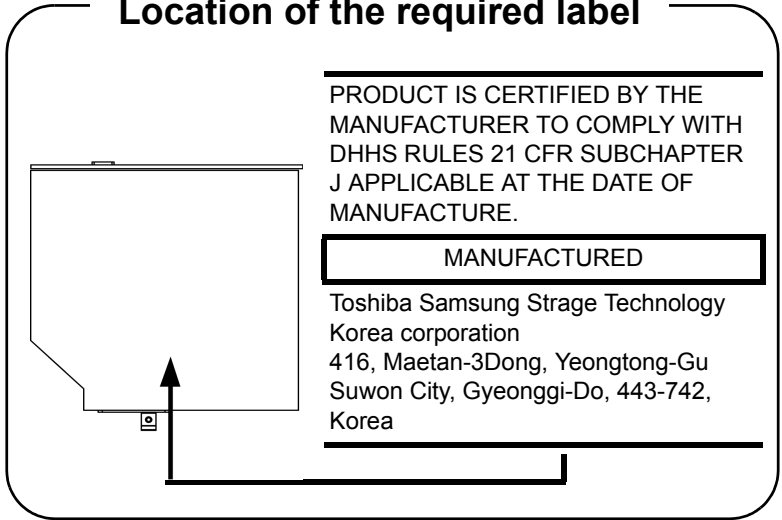 Location of the required label
PRODUCT IS CERTIFIED BY THE
MANUFACTURER TO COMPLY WITH
DHHS RULES 21 CFR SUBCHAPTER
J APPLICABLE AT THE DATE OF
MANUFACTURE.
MANUFACTURED
Toshiba Samsung Strage Technology
Korea corporation
416, Maetan-3Dong, Yeongtong-Gu
Suwon City, Gyeonggi-Do, 443-742,
Korea